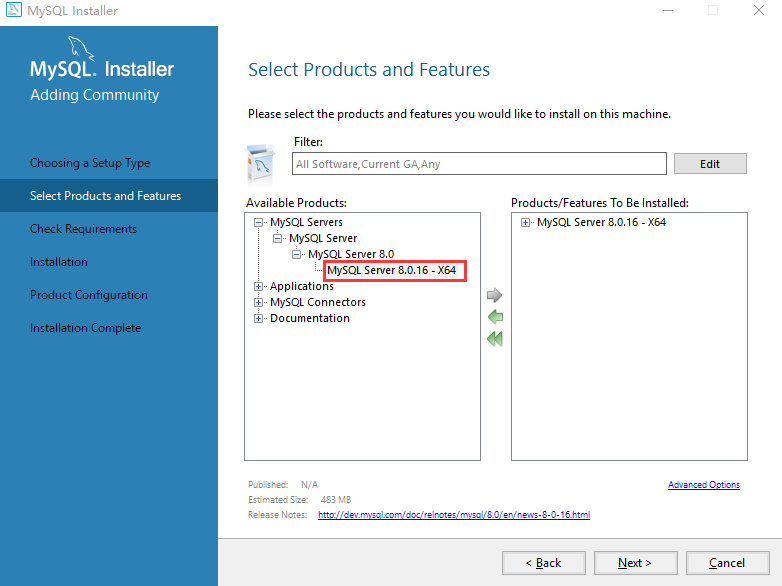 MySQL Installer
MySQL. Installer
Adding Community
Choosing a Setup Type
Select Products and Features
Check Requirements
Installation
Product Configuration
Installation Complete
Select Products and Features
Please select the products and features you would like to install on this machine.
Filter:
All Software,Current GA,Any
Edit
Available Products:
MySQL Servers
MySQL Server
MySQL Server 8.0
MySQL Server 8.0.16 - X64
Applications
MySQL Connectors
Documentation
Products/Features To Be Installed:
MySQL Server 8.0.16 - X64
Published: N/A
Estimated Size: 483 MB
Release Notes: http://dev.mysql.com/doc/relnotes/mysql/8.0/en/news-8-0-16.html
Advanced Options
< Back
Next >
Cancel